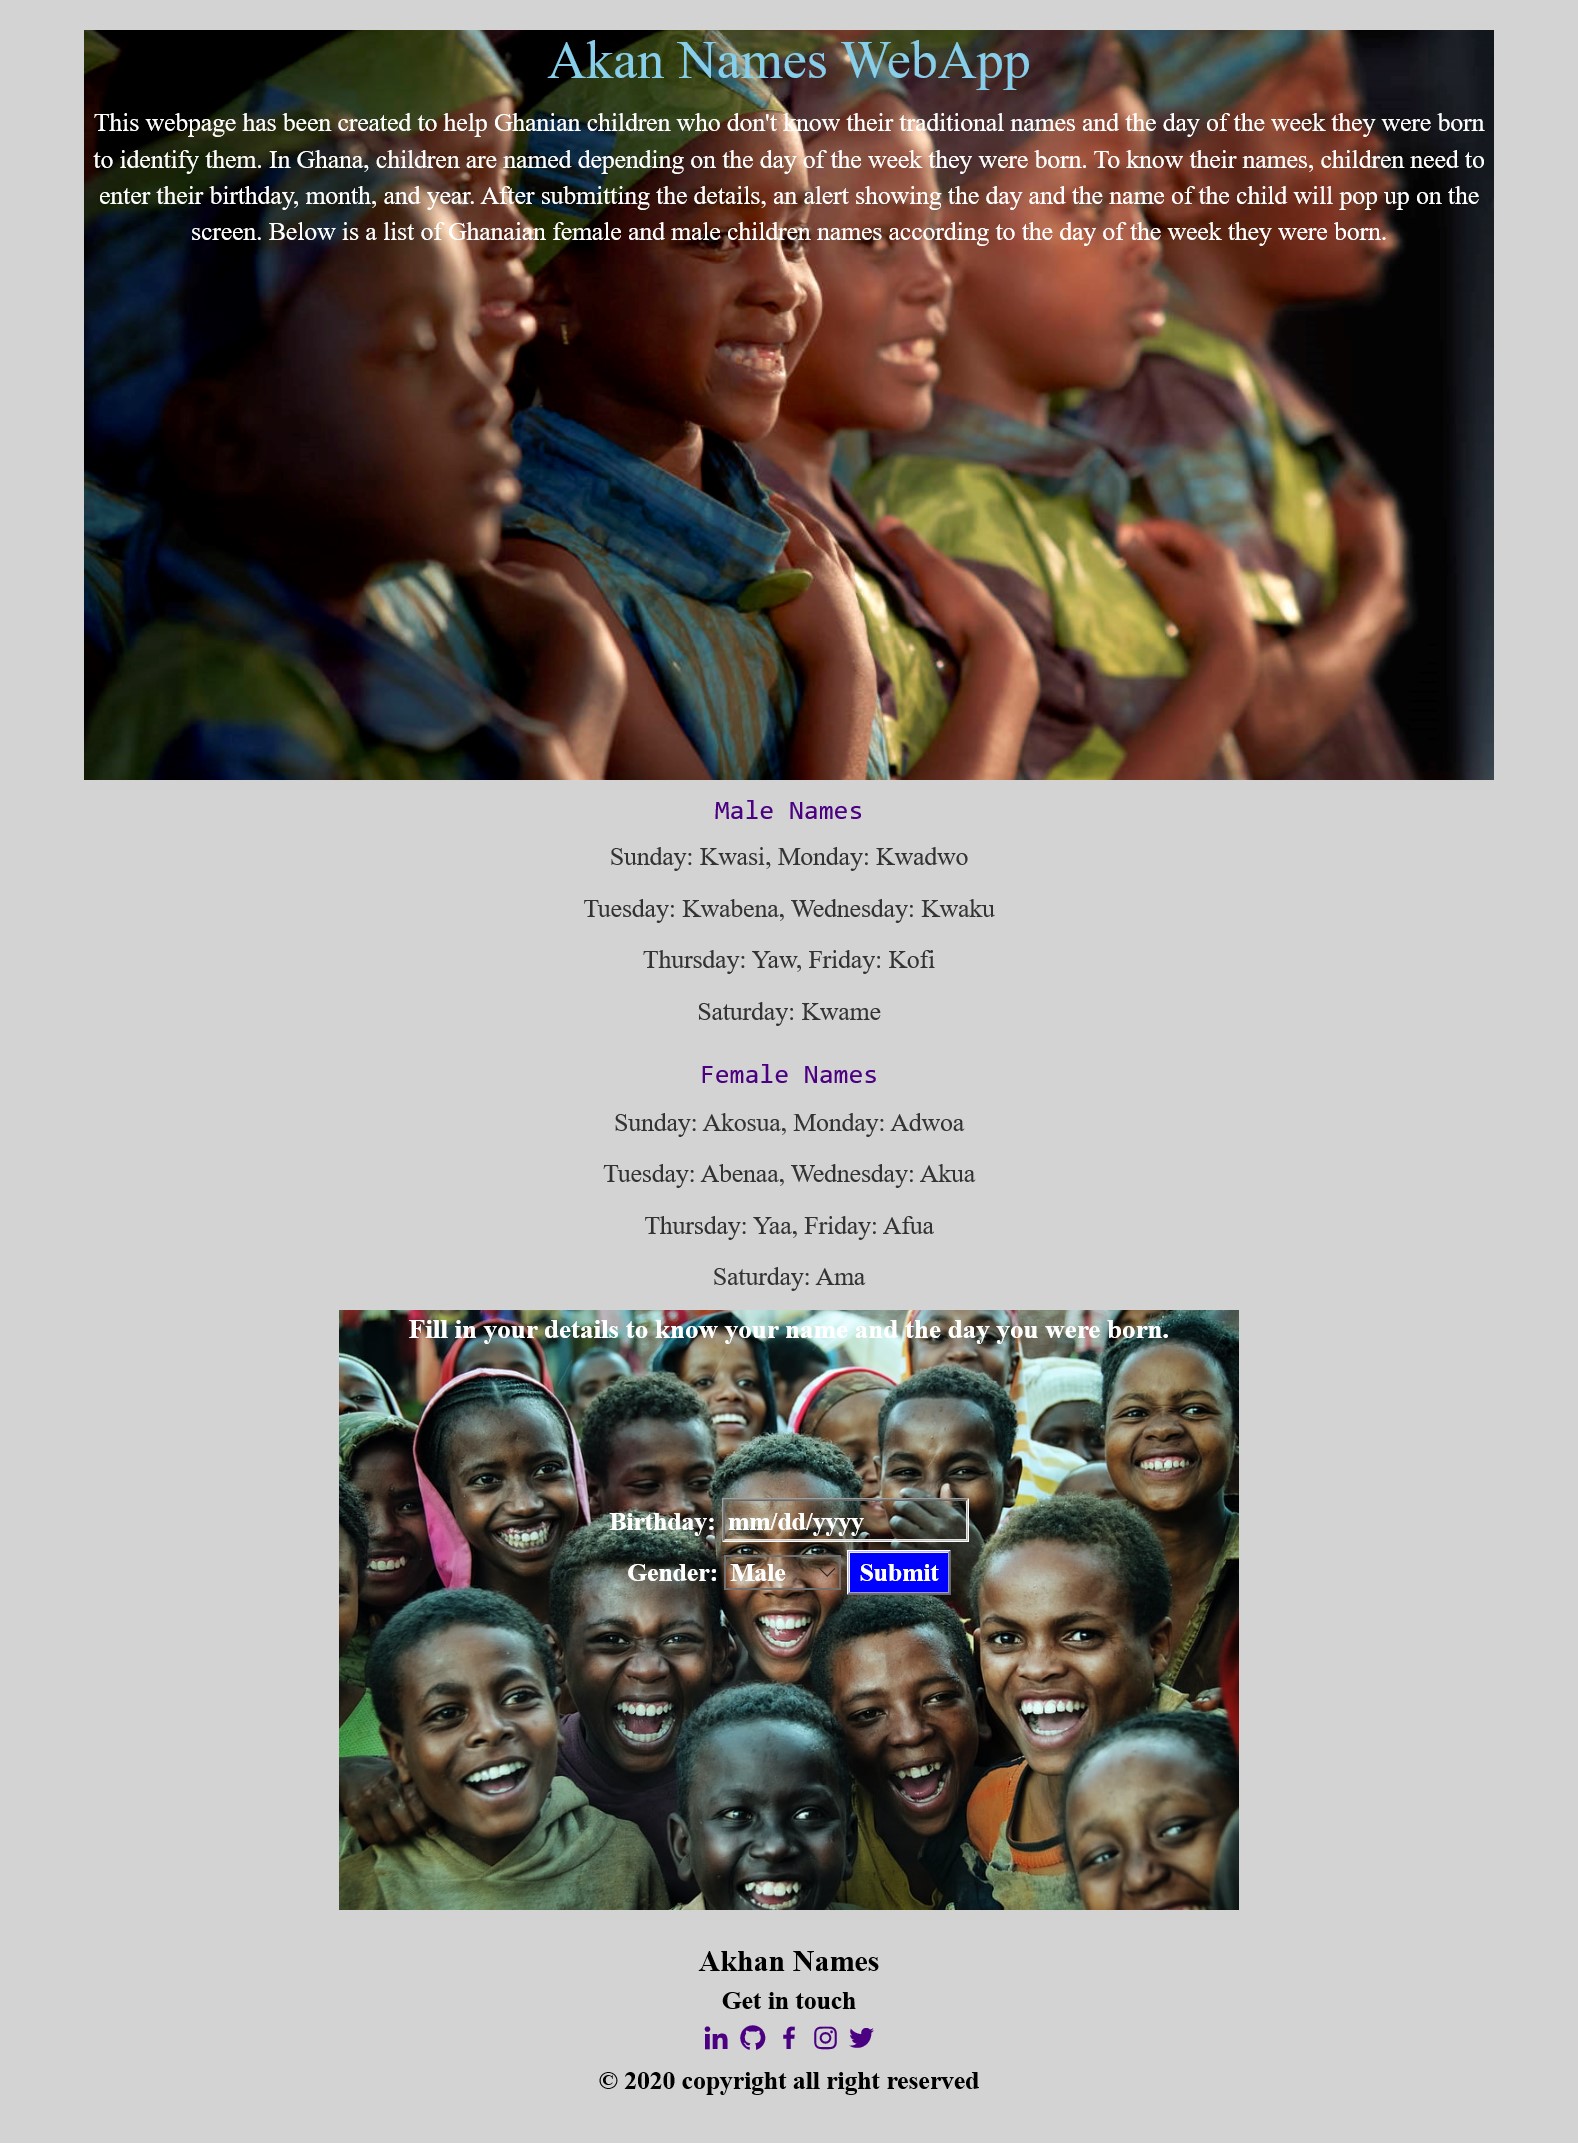 Akan Names WebApp
This webpage has been created to help Ghanian children who don't know their traditional names and the day of the week they were born
to identify them. In Ghana, children are named depending on the day of the week they were born. To know their names, children need to
enter their birthday, month, and year. After submitting the details, an alert showing the day and the name of the child will pop up on the
screen. Below is a list of Ghanaian female and male children names according to the day of the week they were born.
Male Names
Sunday: Kwasi, Monday: Kwadwo
Tuesday: Kwabena, Wednesday: Kwaku
Thursday: Yaw, Friday: Kofi
Saturday: Kwame
Female Names
Sunday: Akosua, Monday: Adwoa
Tuesday: Abenaa, Wednesday: Akua
Thursday: Yaa, Friday: Afua
Saturday: Ama
Fill in your details to know your name and the day you were born.
Birthday: mm/dd/yyyy
Gender: Male Submit
Akhan Names
Get in touch
© 2020 copyright all right reserved